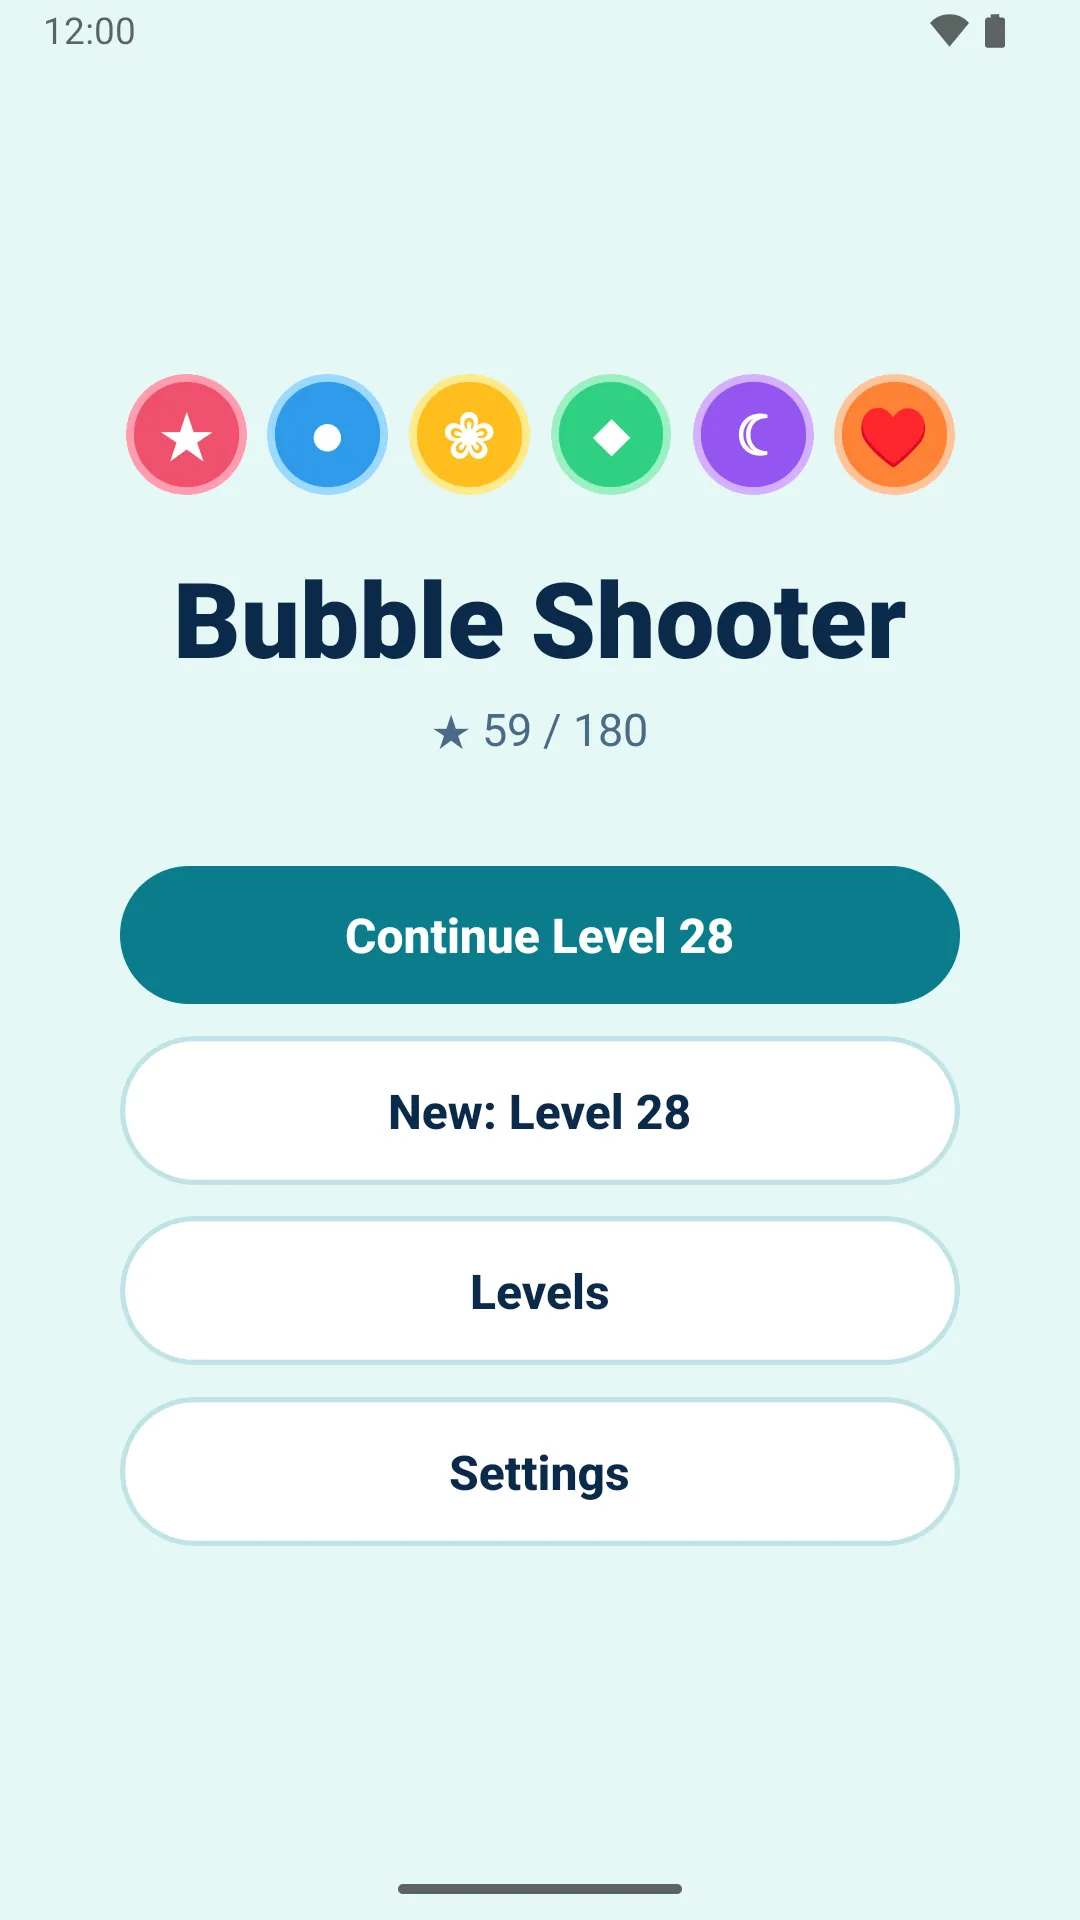 12:00
Bubble Shooter
★ 59 / 180
Continue Level 28
New: Level 28
Levels
Settings